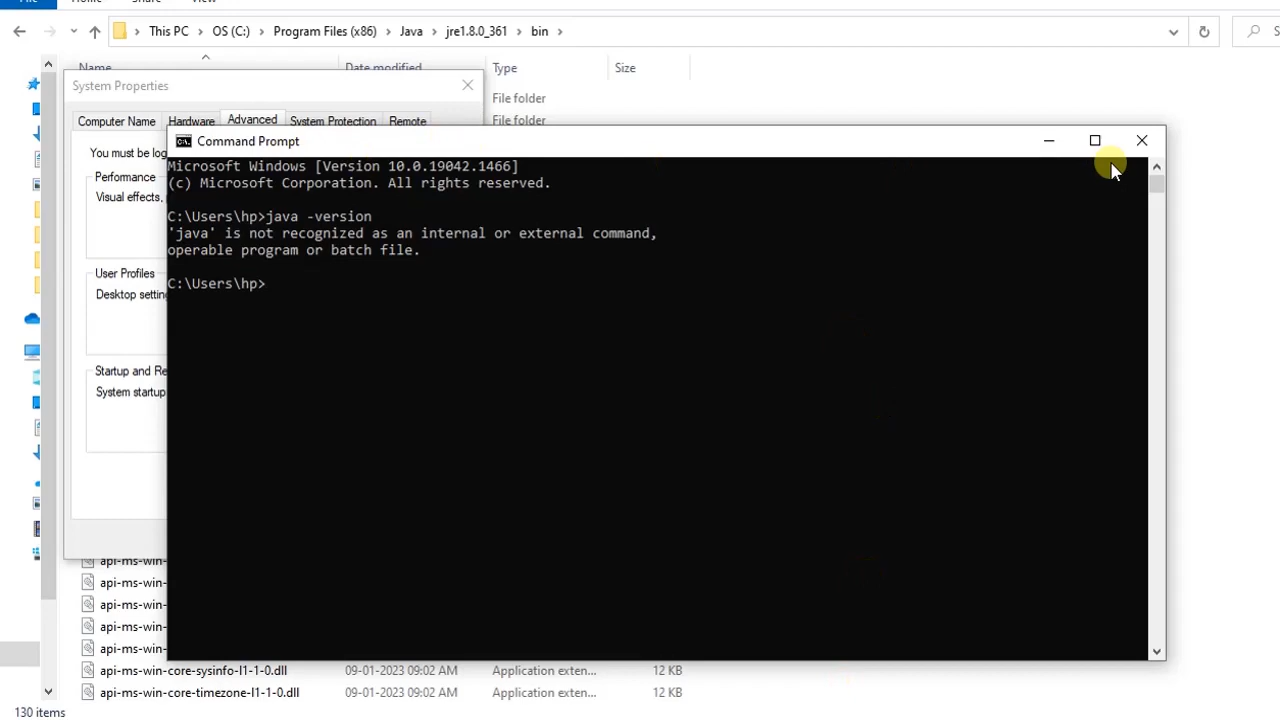 File
Home
Share
View
This PC > OS (C:) > Program Files (x86) > Java > jre1.8.0_361 > bin >
Name Date modified Type Size
System Properties
File folder
File folder
Computer Name Hardware Advanced System Protection Remote
Command Prompt
You must be log
Microsoft Windows [Version 10.0.19042.1466]
(c) Microsoft Corporation. All rights reserved.
Performance
Visual effects,
C:\Users\hp>java -version
'java' is not recognized as an internal or external command,
operable program or batch file.
User Profiles
C:\Users\hp>
Desktop settin
Startup and Re
System startup
api-ms-win-
api-ms-win-
api-ms-win-
api-ms-win-
api-ms-win-
api-ms-win-core-sysinfo-l1-1-0.dll 09-01-2023 09:02 AM Application exten... 12 KB
api-ms-win-core-timezone-l1-1-0.dll 09-01-2023 09:02 AM Application exten... 12 KB
130 items